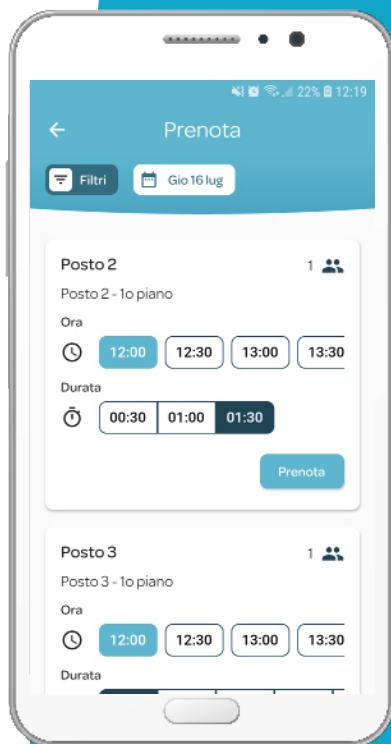 22% 12:19
Prenota
Filtri
Gio 16 lug
Posto 2 1
Posto 2 - 1o piano
Ora
12:00 12:30 13:00 13:30
Durata
00:30 01:00 01:30
Prenota
Posto 3 1
Posto 3 - 1o piano
Ora
12:00 12:30 13:00 13:30
Durata